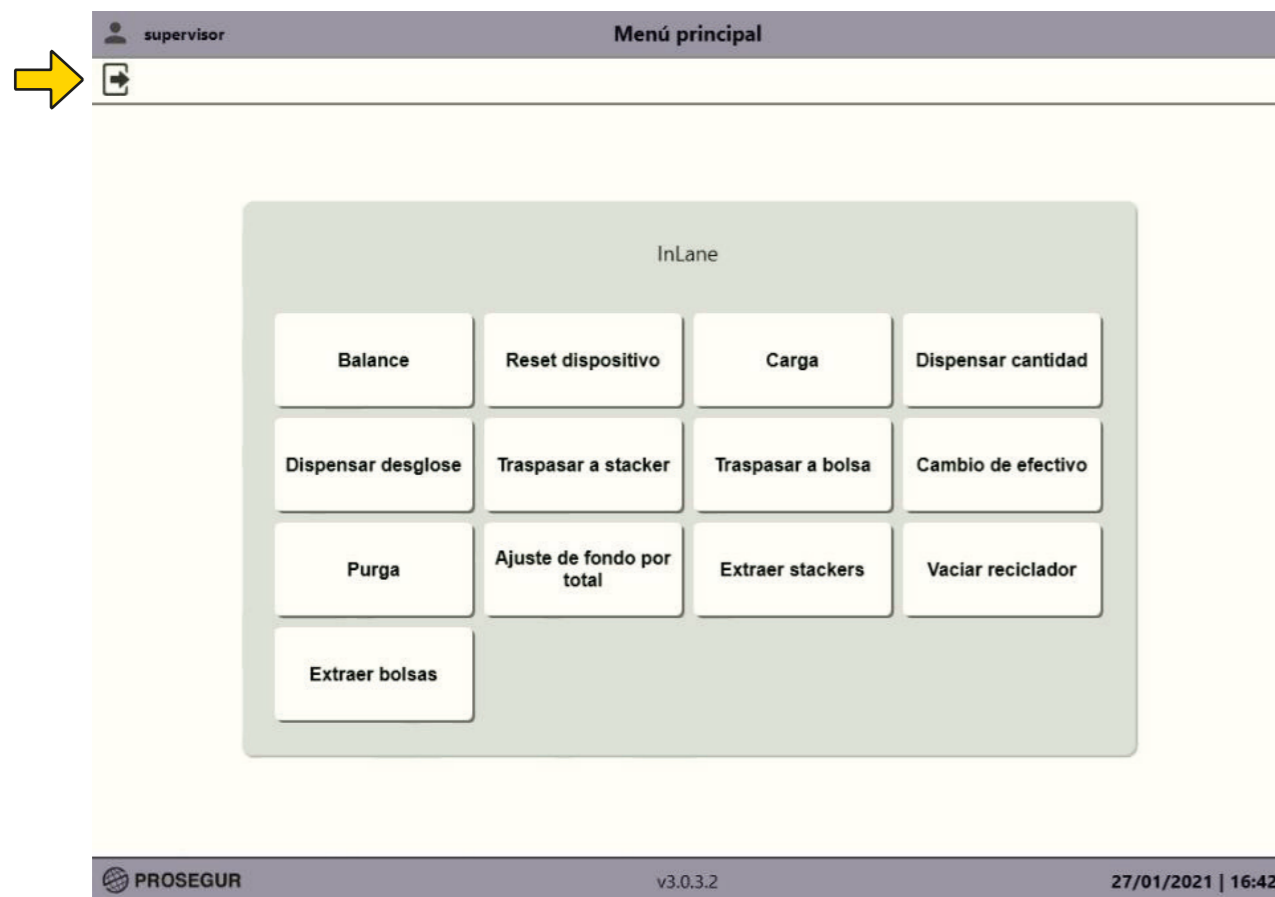 supervisor
Menú principal
InLane
Balance
Reset dispositivo
Carga
Dispensar cantidad
Dispensar desglose
Traspasar a stacker
Traspasar a bolsa
Cambio de efectivo
Purga
Ajuste de fondo por
total
Extraer stackers
Vaciar reciclador
Extraer bolsas
PROSEGUR
v3.0.3.2
27/01/2021 | 16:42